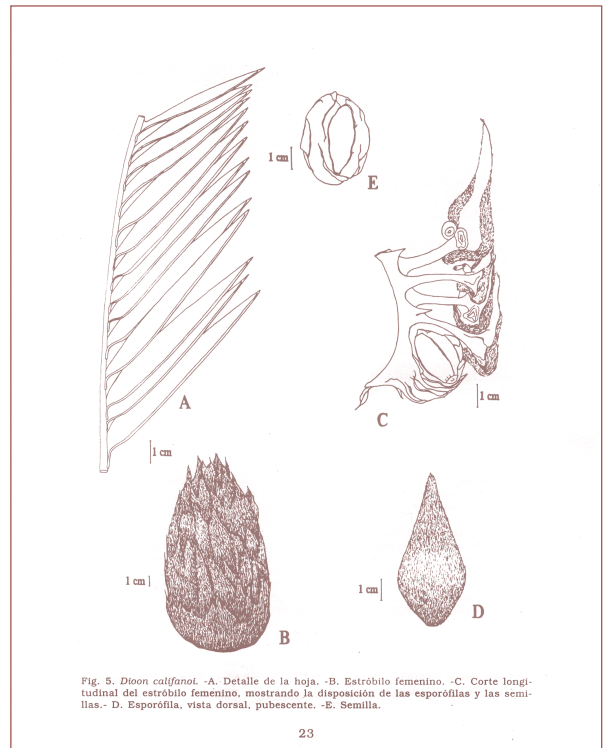 1 cm
E
A
C
1 cm
1 cm
1 cm
B
1 cm
D
Fig. 5. Dioon califanoi. -A. Detalle de la hoja. -B. Estróbilo femenino. -C. Corte longi-
tudinal del estróbilo femenino, mostrando la disposición de las esporófilas y las semi-
llas.- D. Esporófila, vista dorsal, pubescente. -E. Semilla.
23